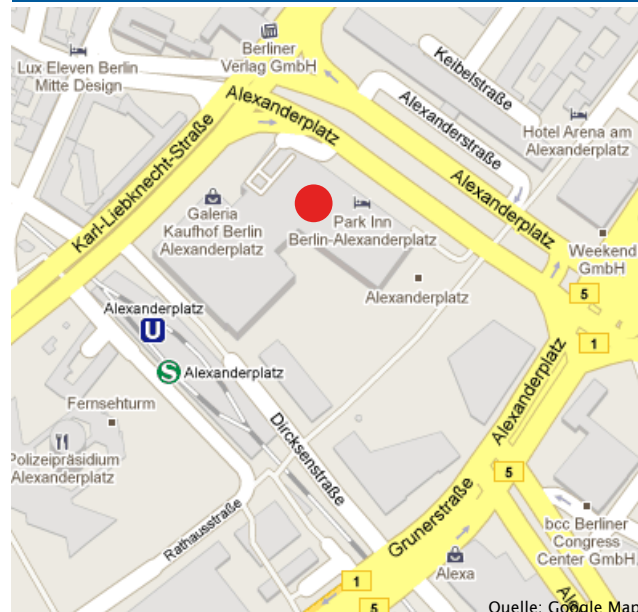 Berliner
Verlag GmbH
Lux Eleven Berlin
Mitte Design
Keibelstraße
Alexanderplatz
Alexanderstraße
Hotel Arena am
Alexanderplatz
Karl-Liebknecht-Straße
Alexanderplatz
Galeria
Kaufhof Berlin
Alexanderplatz
Park Inn
Berlin-Alexanderplatz
Weekend
GmbH
Alexanderplatz
5
Alexanderplatz
U
1
S Alexanderplatz
Alexanderplatz
Fernsehturm
Dircksenstraße
Polizeipräsidium
Alexanderplatz
5
Grunerstraße
Rathausstraße
bcc Berliner
Congress
Center GmbH
Alexa
1
5
Alex
Quelle: Google Map